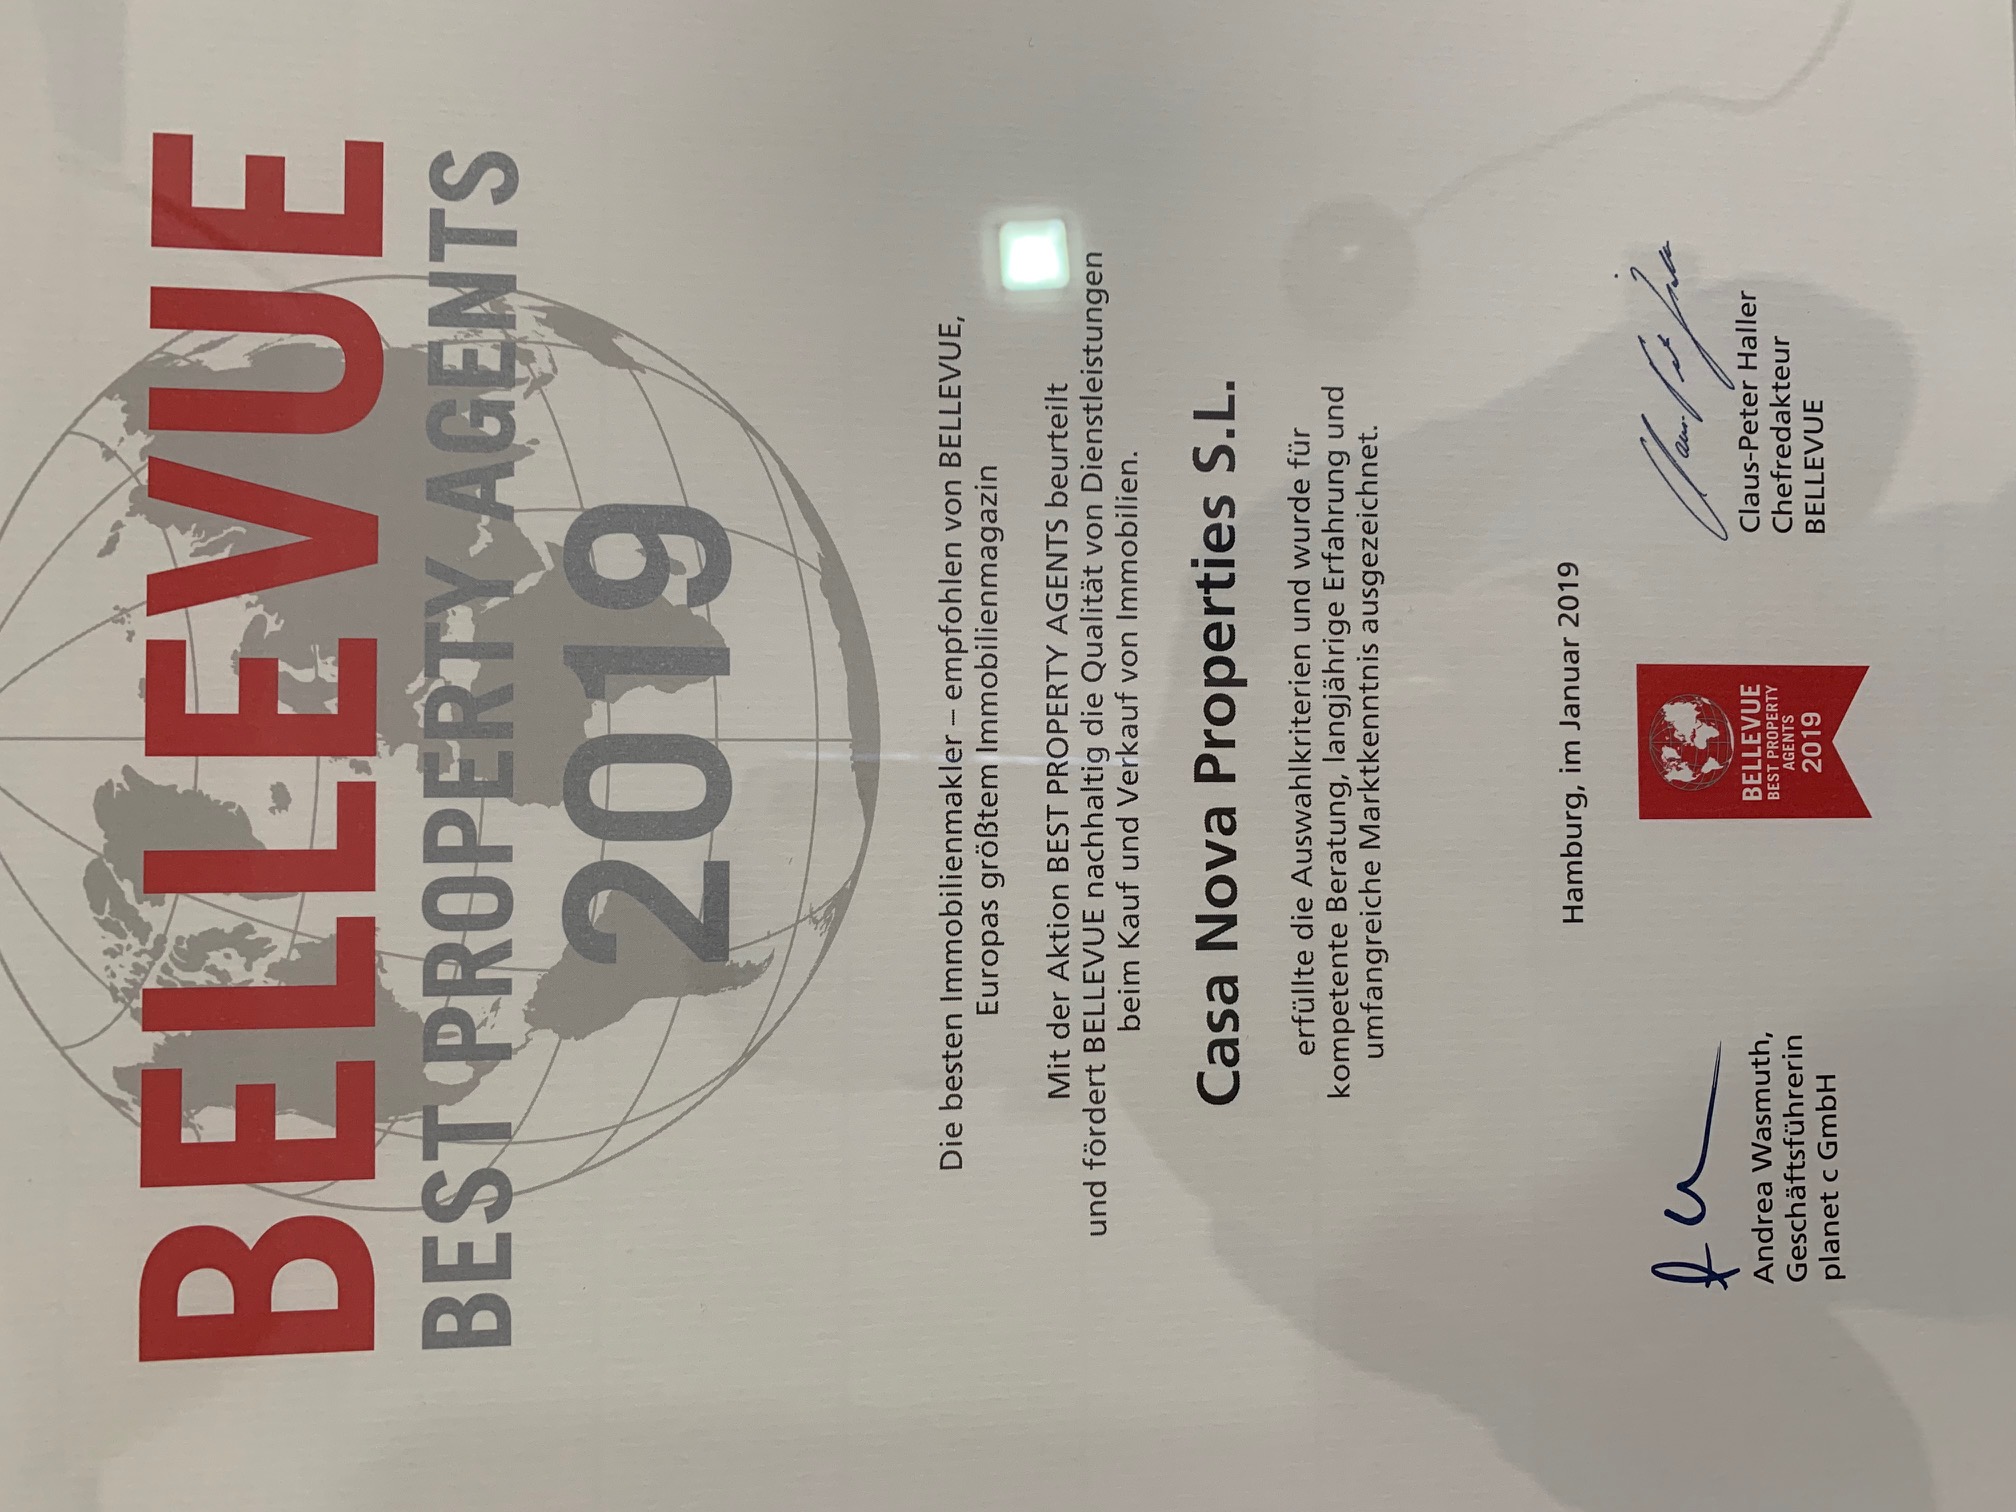 BELLEVUE
BEST PROPERTY AGENTS
2019
Die besten Immobilienmakler – empfohlen von BELLEVUE,
Europas größtem Immobilienmagazin
Mit der Aktion BEST PROPERTY AGENTS beurteilt
und fördert BELLEVUE nachhaltig die Qualität von Dienstleistungen
beim Kauf und Verkauf von Immobilien.
Casa Nova Properties S.L.
erfüllte die Auswahlkriterien und wurde für
kompetente Beratung, langjährige Erfahrung und
umfangreiche Marktkenntnis ausgezeichnet.
Hamburg, im Januar 2019
Andrea Wasmuth,
Geschäftsführerin
planet c GmbH
BELLEVUE
BEST PROPERTY
AGENTS
2019
Claus-Peter Haller
Chefredakteur
BELLEVUE